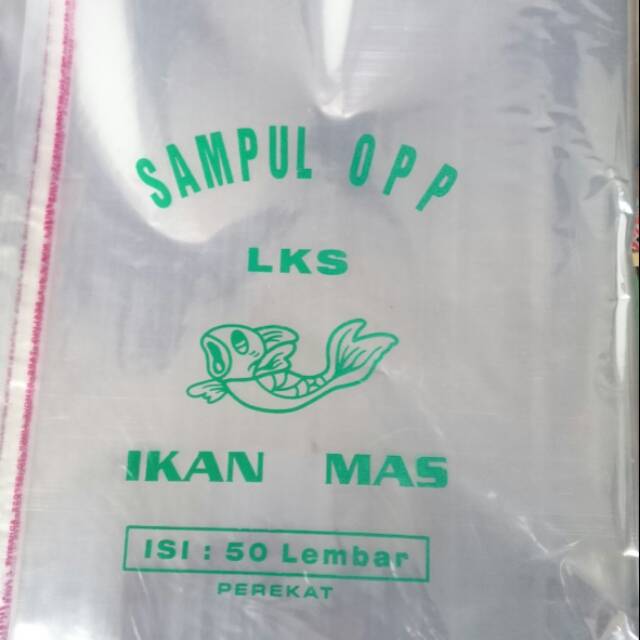 SAMPUL OPP
LKS
IKAN MAS
ISI : 50 Lembar
PEREKAT